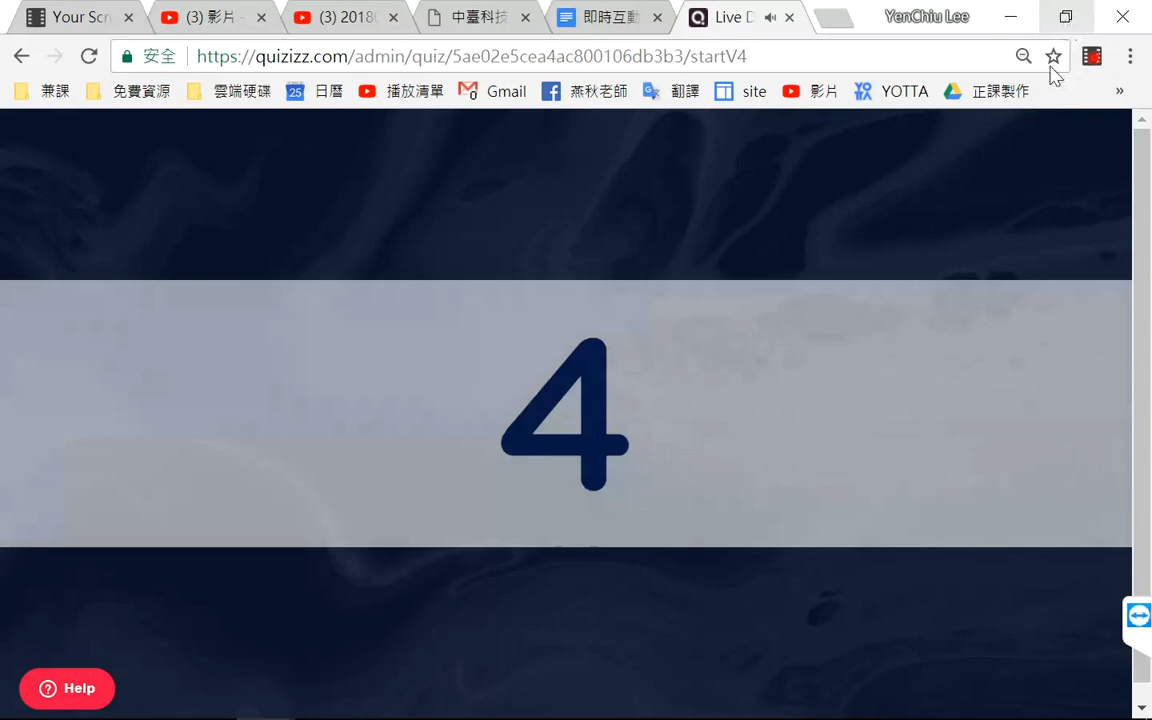 Your Scr
(3) 影片 -
(3) 2018
中臺科技
即時互動
Live D
YenChiu Lee
安全
https://quizizz.com/admin/quiz/5ae02e5cea4ac800106db3b3/startV4
兼課
免費資源
雲端硬碟
25 日曆
播放清單
0 Gmail
燕秋老師
翻譯
site
影片
YOTTA
正課製作
»
4
? Help